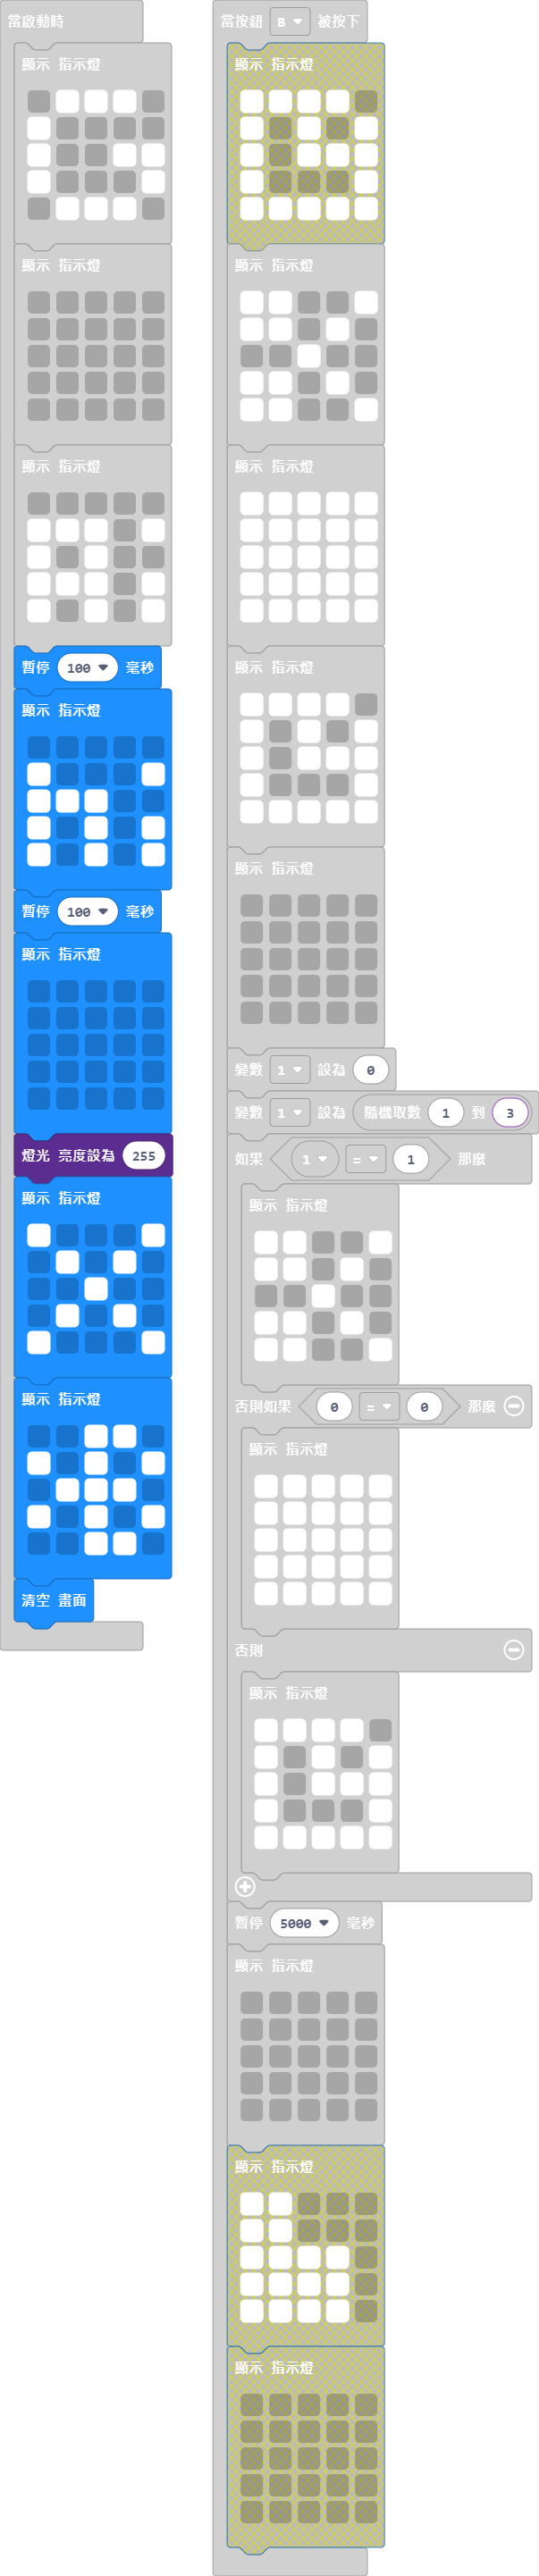 當啟動時
顯示 指示燈
顯示 指示燈
顯示 指示燈
暫停 100 毫秒
顯示 指示燈
暫停 100 毫秒
顯示 指示燈
燈光 亮度設為 255
顯示 指示燈
顯示 指示燈
清空 畫面
當按鈕 B 被按下
顯示 指示燈
顯示 指示燈
顯示 指示燈
顯示 指示燈
顯示 指示燈
變數 1 設為 0
變數 1 設為 隨機取數 1 到 3
如果 1 = 1 那麼
顯示 指示燈
否則如果 0 = 0 那麼
顯示 指示燈
否則
顯示 指示燈
暫停 5000 毫秒
顯示 指示燈
顯示 指示燈
顯示 指示燈